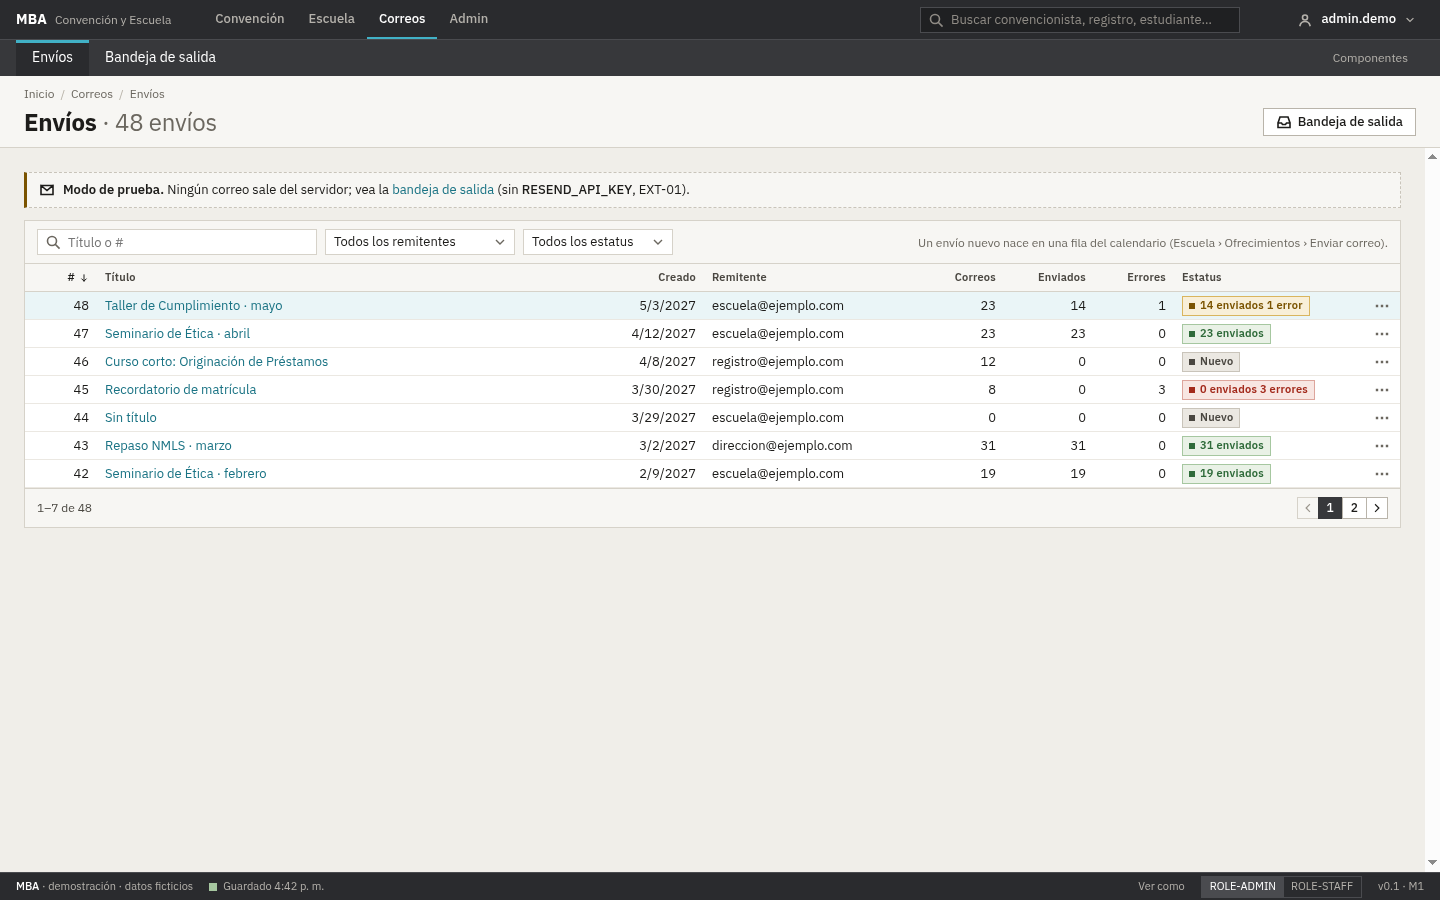 MBA Convención y Escuela Convención Escuela Correos Admin Buscar convencionista, registro, estudiante... admin.demo
Envíos Bandeja de salida Componentes
Inicio / Correos / Envíos
Envíos · 48 envíos Bandeja de salida
Modo de prueba. Ningún correo sale del servidor; vea la bandeja de salida (sin RESEND_API_KEY, EXT-01).
Título o # Todos los remitentes Todos los estatus Un envío nuevo nace en una fila del calendario (Escuela › Ofrecimientos › Enviar correo).
# ↓ Título Creado Remitente Correos Enviados Errores Estatus
48 Taller de Cumplimiento · mayo 5/3/2027 escuela@ejemplo.com 23 14 1 14 enviados 1 error
47 Seminario de Ética · abril 4/12/2027 escuela@ejemplo.com 23 23 0 23 enviados
46 Curso corto: Originación de Préstamos 4/8/2027 registro@ejemplo.com 12 0 0 Nuevo
45 Recordatorio de matrícula 3/30/2027 registro@ejemplo.com 8 0 3 0 enviados 3 errores
44 Sin título 3/29/2027 escuela@ejemplo.com 0 0 0 Nuevo
43 Repaso NMLS · marzo 3/2/2027 direccion@ejemplo.com 31 31 0 31 enviados
42 Seminario de Ética · febrero 2/9/2027 escuela@ejemplo.com 19 19 0 19 enviados
1–7 de 48 1 2
MBA · demostración · datos ficticios Guardado 4:42 p. m. Ver como ROLE-ADMIN ROLE-STAFF v0.1 · M1